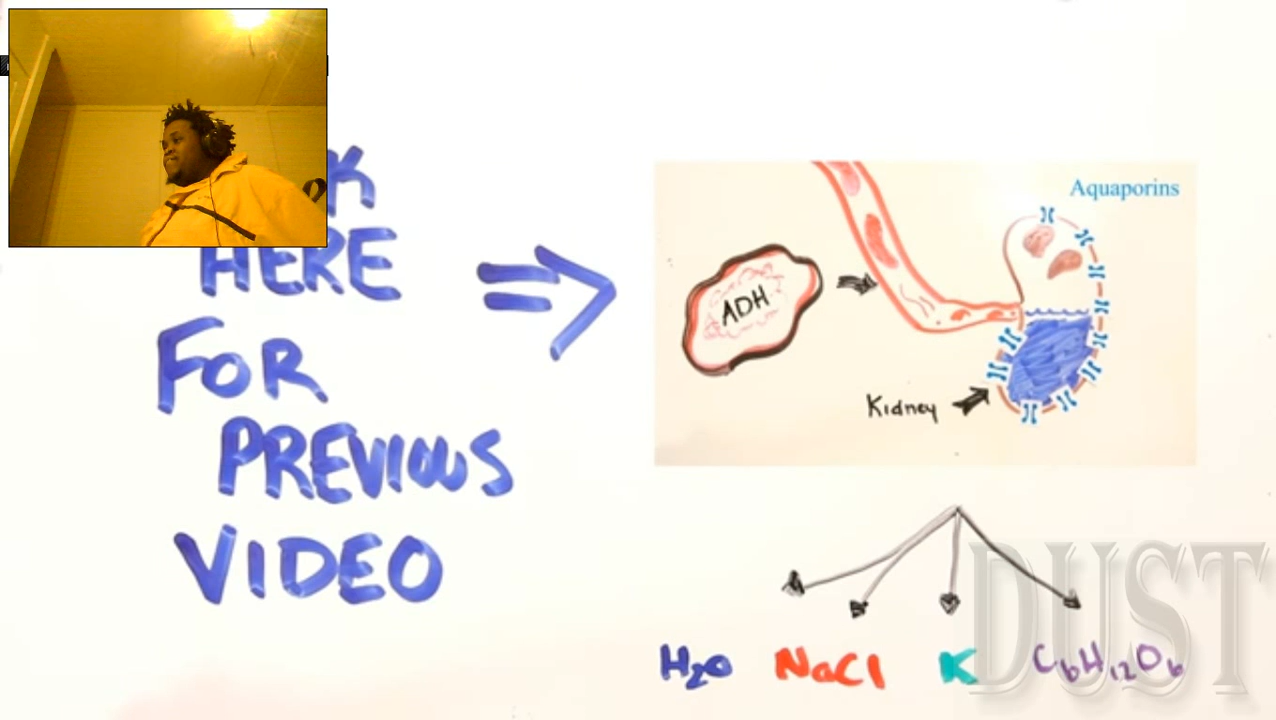 K
HERE
FOR
PREVIOUS
VIDEO
Aquaporins
ADH
Kidney
H₂O NaCl K C₆H₁₂O₆
DUST